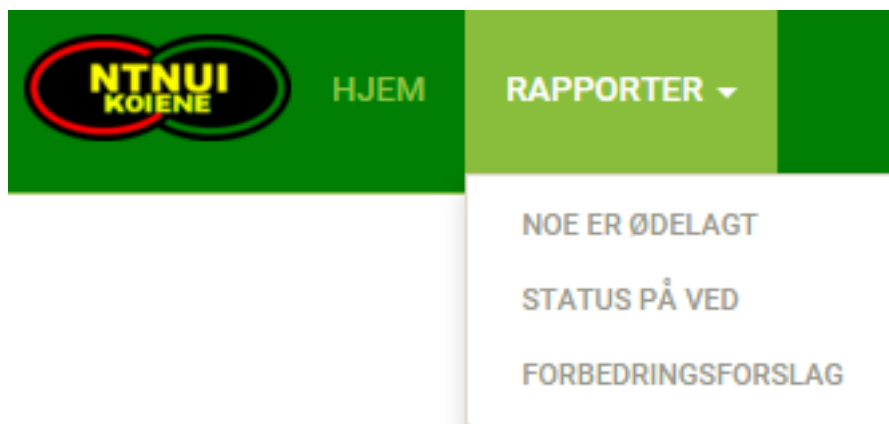 NTNUI
KOIENE
HJEM
RAPPORTER
NOE ER ØDELAGT
STATUS PÅ VED
FORBEDRINGSFORSLAG